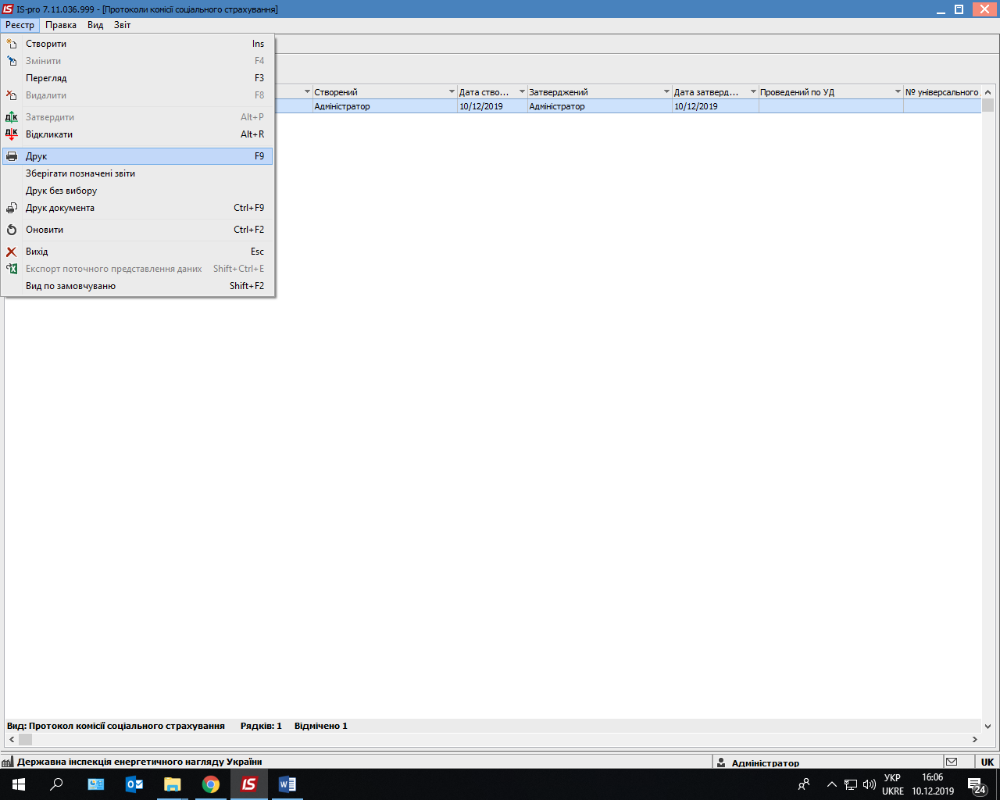 IS-pro 7.11.036.999 - [Протоколи комісії соціального страхування]
Реєстр Правка Вид Звіт
Створити Ins
Змінити F4
Перегляд F3
Видалити F8
Затвердити Alt+P
Відкликати Alt+R
Друк F9
Зберігати позначені звіти
Друк без вибору
Друк документа Ctrl+F9
Оновити Ctrl+F2
Вихід Esc
Експорт поточного представлення даних Shift+Ctrl+E
Вид по замовчуваню Shift+F2
Створений Дата ство... Затверджений Дата затверд... Проведений по УД № універсального
Адміністратор 10/12/2019 Адміністратор 10/12/2019
Вид: Протокол комісії соціального страхування Рядків: 1 Відмічено 1
Державна інспекція енергетичного нагляду України Адміністратор UK
УКР 16:06
UKRE 10.12.2019 24